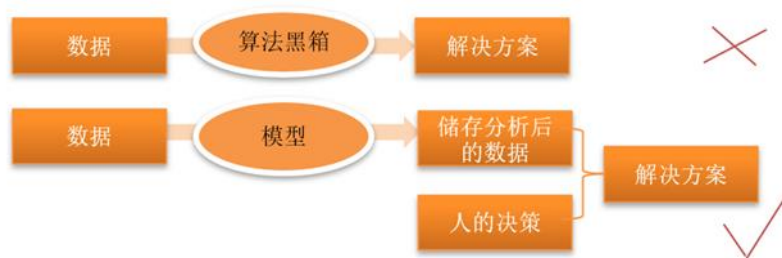 数据
算法黑箱
解决方案
数据
模型
储存分析后
的数据
解决方案
人的决策